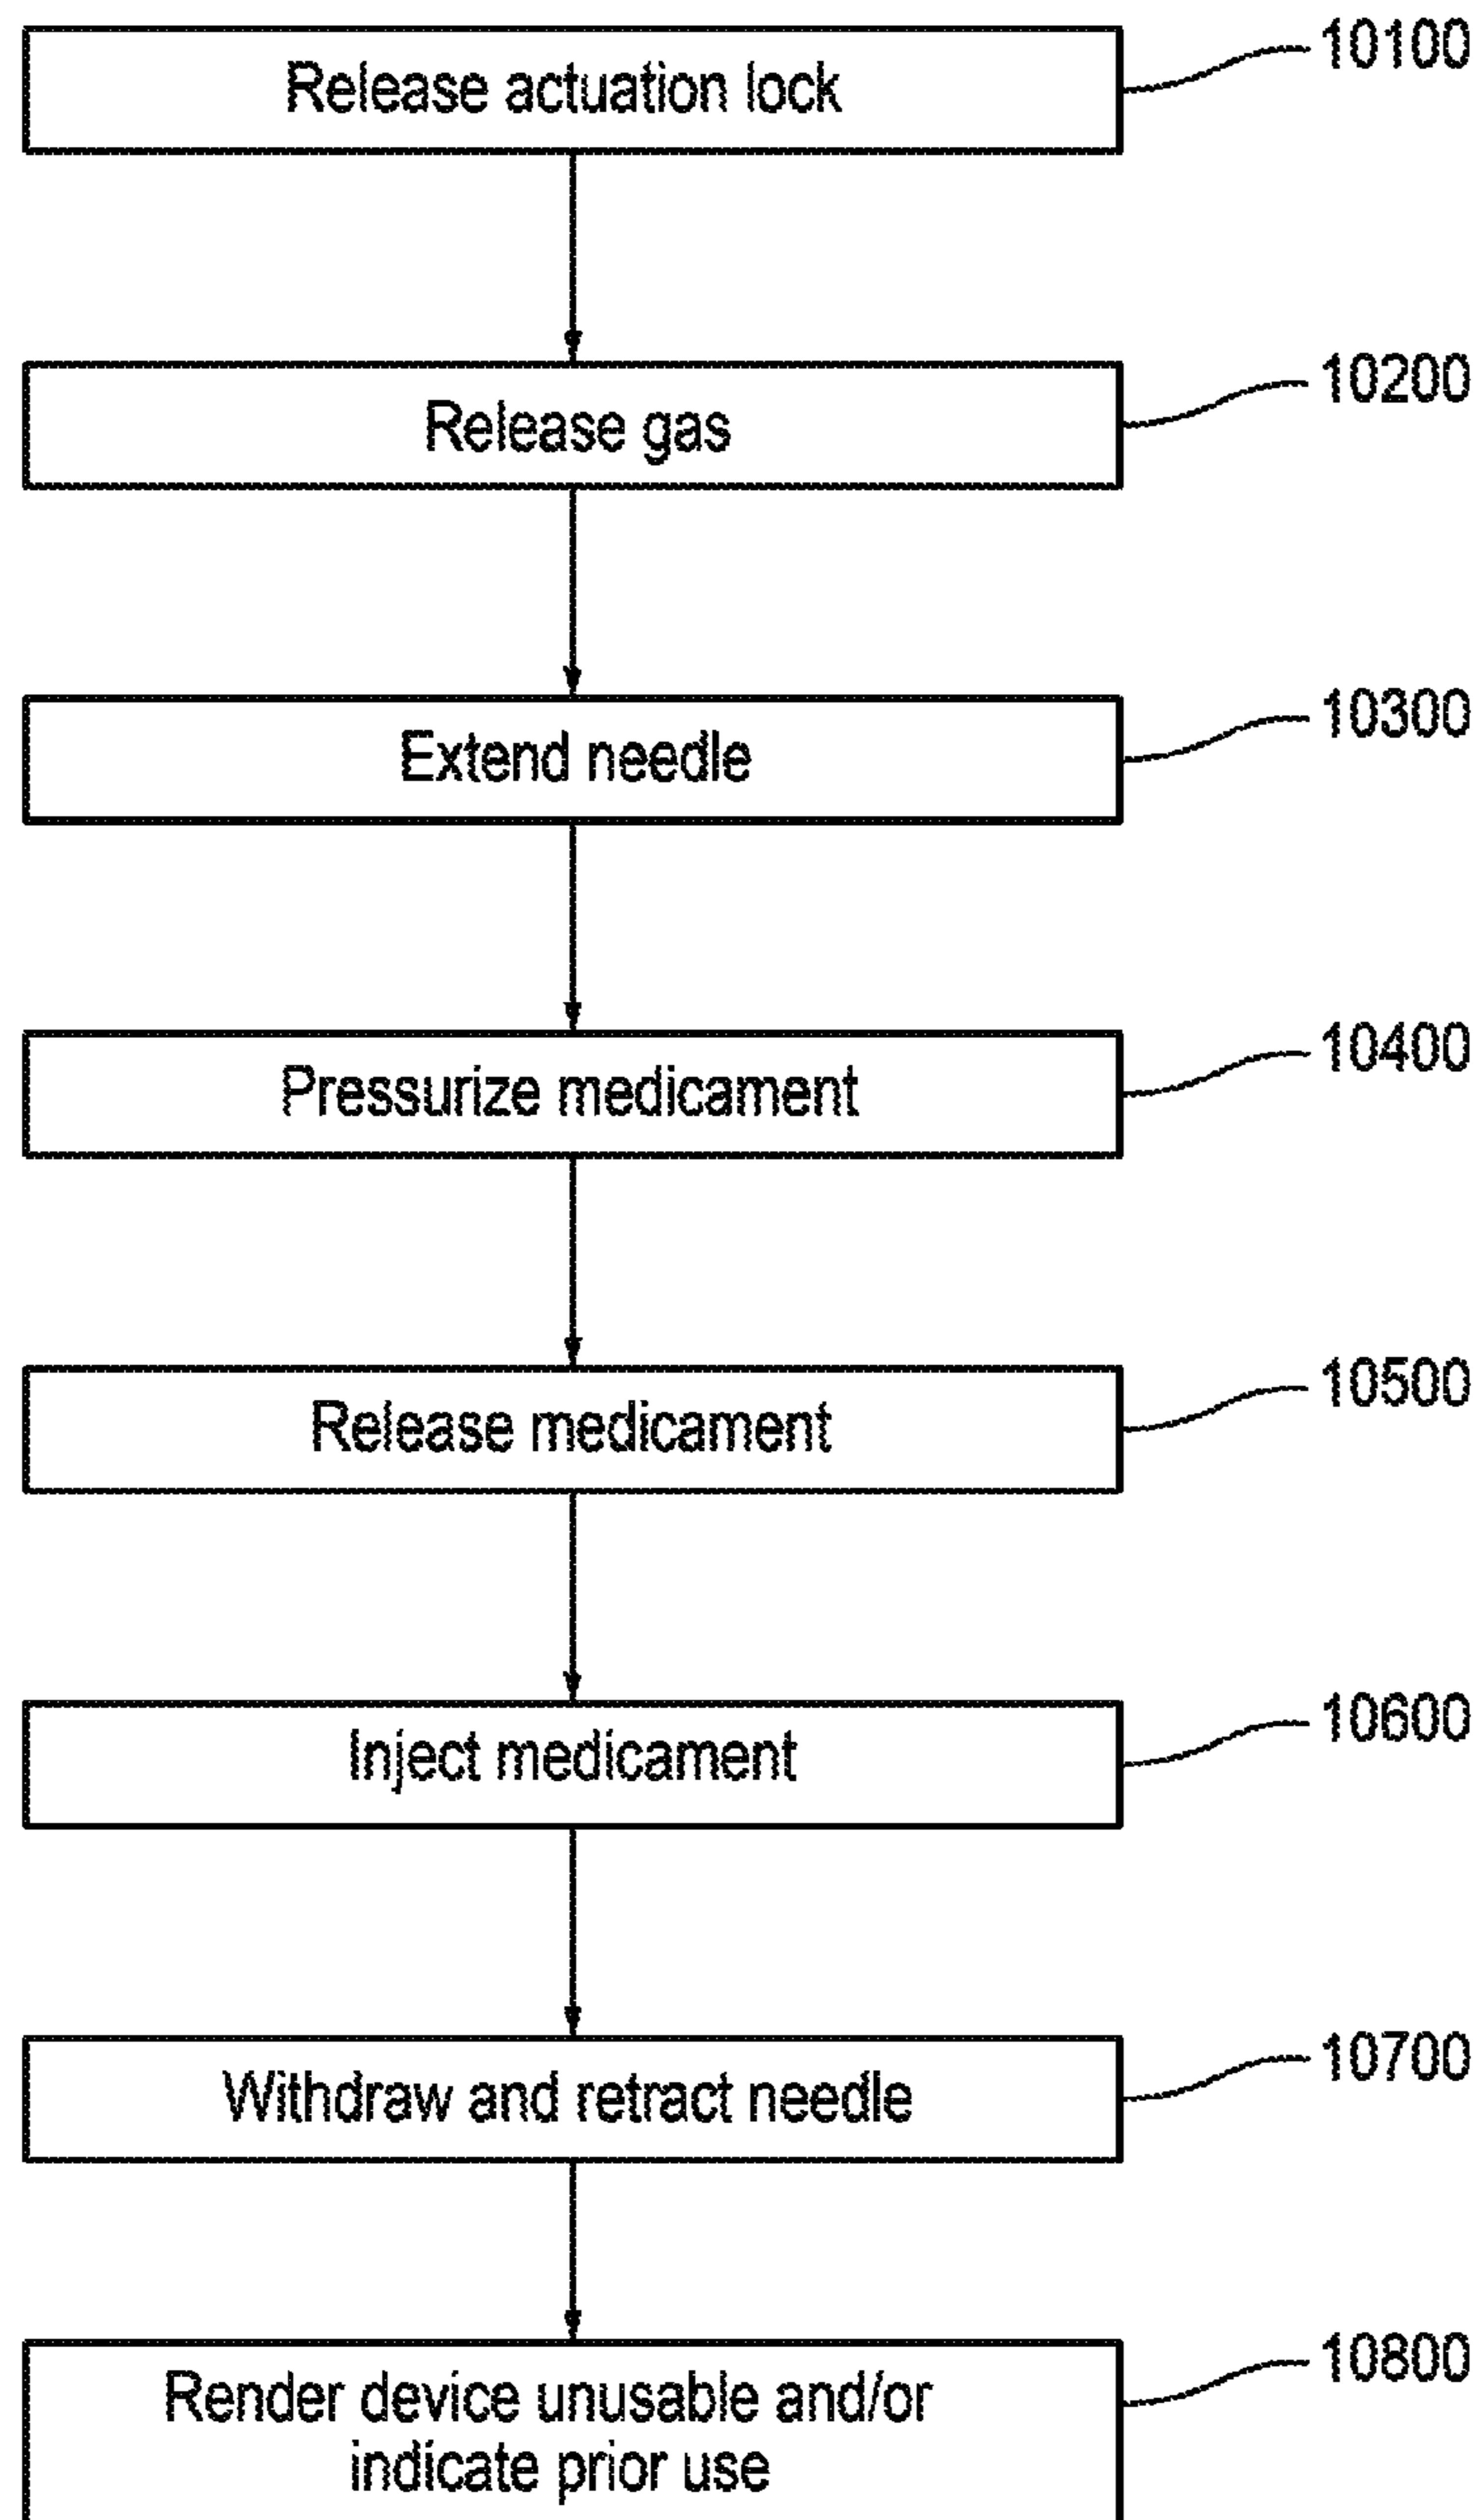 Release actuation lock
10100
Release gas
10200
Extend needle
10300
Pressurize medicament
10400
Release medicament
10500
Inject medicament
10600
Withdraw and retract needle
10700
Render device unusable and/or
indicate prior use
10800